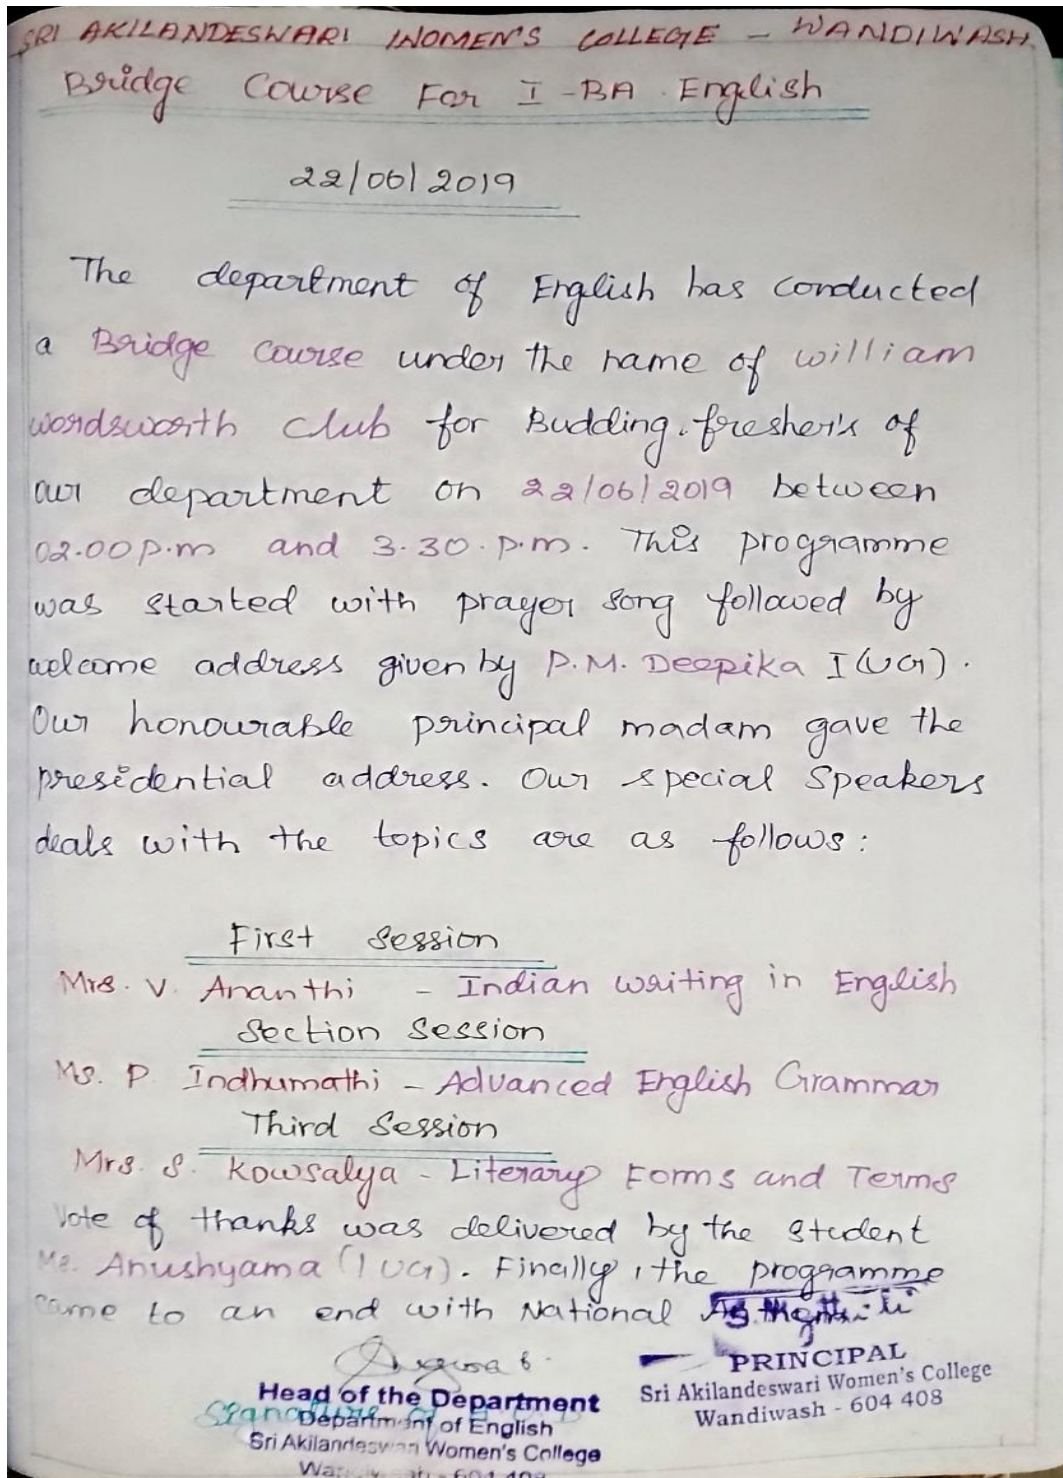 SRI AKILANDESWARI WOMEN'S COLLEGE - WANDIWASH
Bridge Course For I - BA English
22/06/2019
The department of English has conducted
a Bridge course under the name of william
wordsworth club for Budding fresher's of
our department on 22/06/2019 between
02.00 p.m and 3.30 p.m. This programme
was started with prayer song followed by
welcome address given by P.M. Deepika I (UG).
Our honourable principal madam gave the
presidential address. Our special Speakers
deals with the topics are as follows:
First Session
Mrs. V. Ananthi - Indian writing in English
Section Session
Ms. P Indhumathi - Advanced English Grammar
Third Session
Mrs. S. Kowsalya - Literary Forms and Terms
Vote of thanks was delivered by the student
Ms. Anushyama (I UG). Finally, the programme
came to an end with National
PRINCIPAL
Sri Akilandeswari Women's College
Wandiwash - 604 408
Head of the Department
Signature of
Department of English
Sri Akilandeswari Women's College
Wandiwash - 604 408